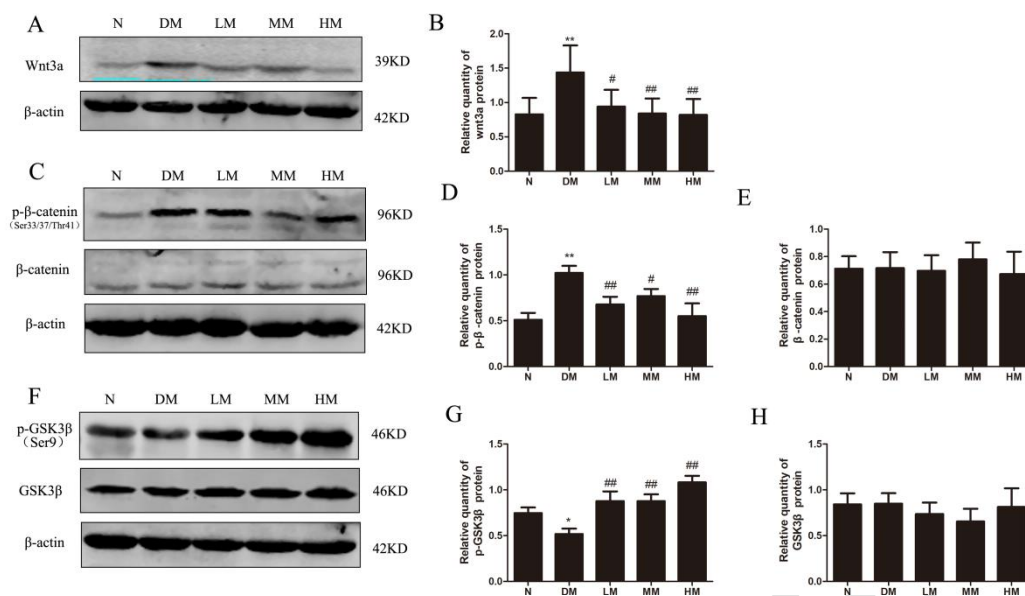 A
N DM LM MM HM
Wnt3a 39KD
β-actin 42KD
B
Relative quantity of
wnt3a protein
2.0
1.5
1.0
0.5
0.0
** # ## ##
N DM LM MM HM
C
N DM LM MM HM
p-β-catenin 96KD
(Ser33/37/Thr41)
β-catenin 96KD
β-actin 42KD
D
Relative quantity of
p-β -catenin protein
1.5
1.0
0.5
0.0
** ## # ##
N DM LM MM HM
E
Relative quantity of
β -catenin protein
1.0
0.8
0.6
0.4
0.2
0.0
N DM LM MM HM
F
N DM LM MM HM
p-GSK3β 46KD
(Ser9)
GSK3β 46KD
β-actin 42KD
G
Relative quantity of
p-GSK3β protein
1.5
1.0
0.5
0.0
* ## ## ##
N DM LM MM HM
H
Relative quantity of
GSK3β protein
1.5
1.0
0.5
0.0
N DM LM MM HM